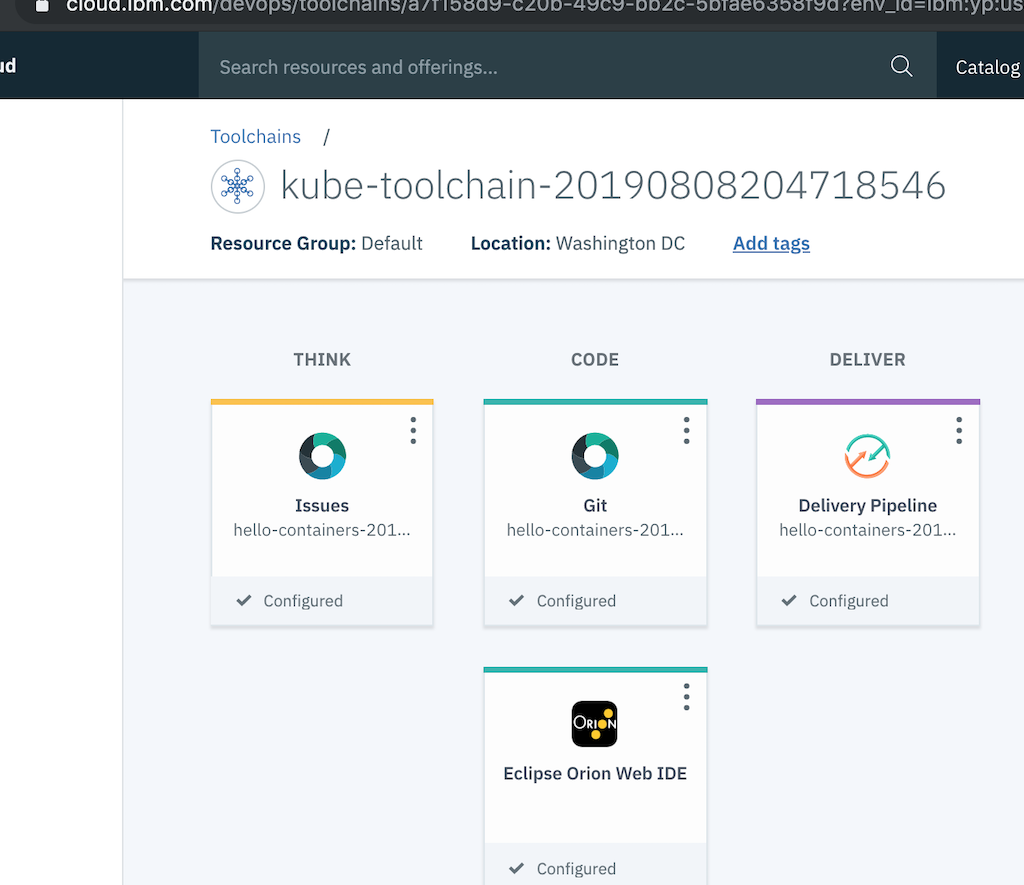 cloud.ibm.com/devops/toolchains/a7f158d9-c20b-49c9-bb2c-5bfae6358f9d?env_id=ibm:yp:us
ud
Search resources and offerings...
Catalog
Toolchains /
kube-toolchain-20190808204718546
Resource Group: Default Location: Washington DC Add tags
THINK CODE DELIVER
Issues Git Delivery Pipeline
hello-containers-201... hello-containers-201... hello-containers-201...
Configured Configured Configured
ORION
Eclipse Orion Web IDE
Configured